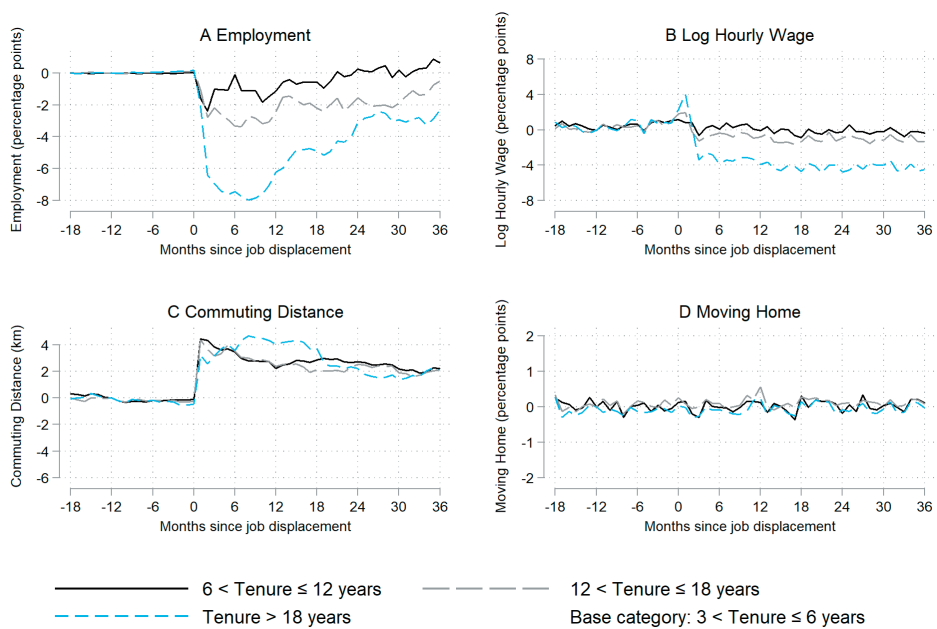 A Employment
Employment (percentage points)
0
-2
-4
-6
-8
-18 -12 -6 0 6 12 18 24 30 36
Months since job displacement
B Log Hourly Wage
Log Hourly Wage (percentage points)
8
4
0
-4
-8
-18 -12 -6 0 6 12 18 24 30 36
Months since job displacement
C Commuting Distance
Commuting Distance (km)
4
2
0
-2
-4
-6
-18 -12 -6 0 6 12 18 24 30 36
Months since job displacement
D Moving Home
Moving Home (percentage points)
2
1
0
-1
-2
-18 -12 -6 0 6 12 18 24 30 36
Months since job displacement
6 < Tenure ≤ 12 years
12 < Tenure ≤ 18 years
Tenure > 18 years
Base category: 3 < Tenure ≤ 6 years